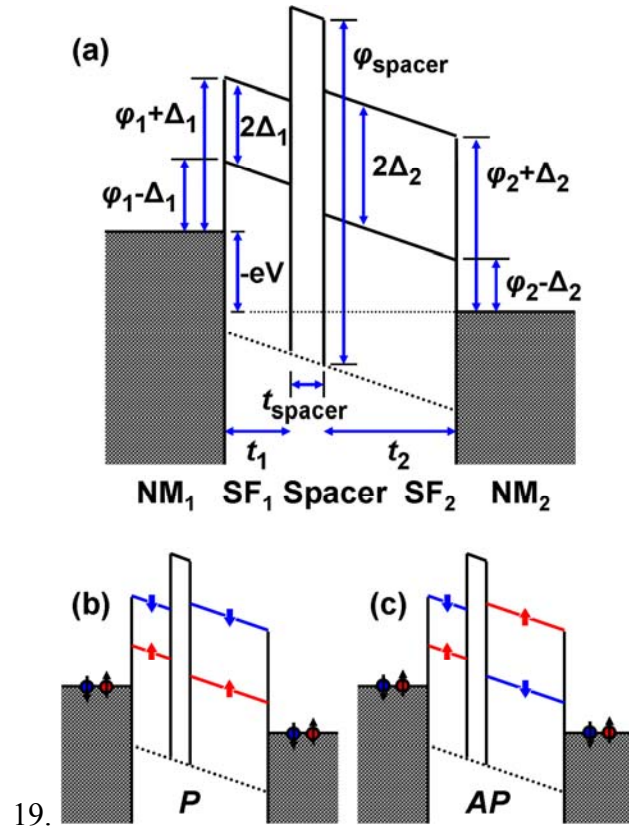 (a)
φspacer
φ₁+Δ₁
2Δ₁
φ₁-Δ₁
2Δ₂
φ₂+Δ₂
-eV
φ₂-Δ₂
tspacer
t₁
t₂
NM₁ SF₁ Spacer SF₂ NM₂
(b)
(c)
19.
P
AP